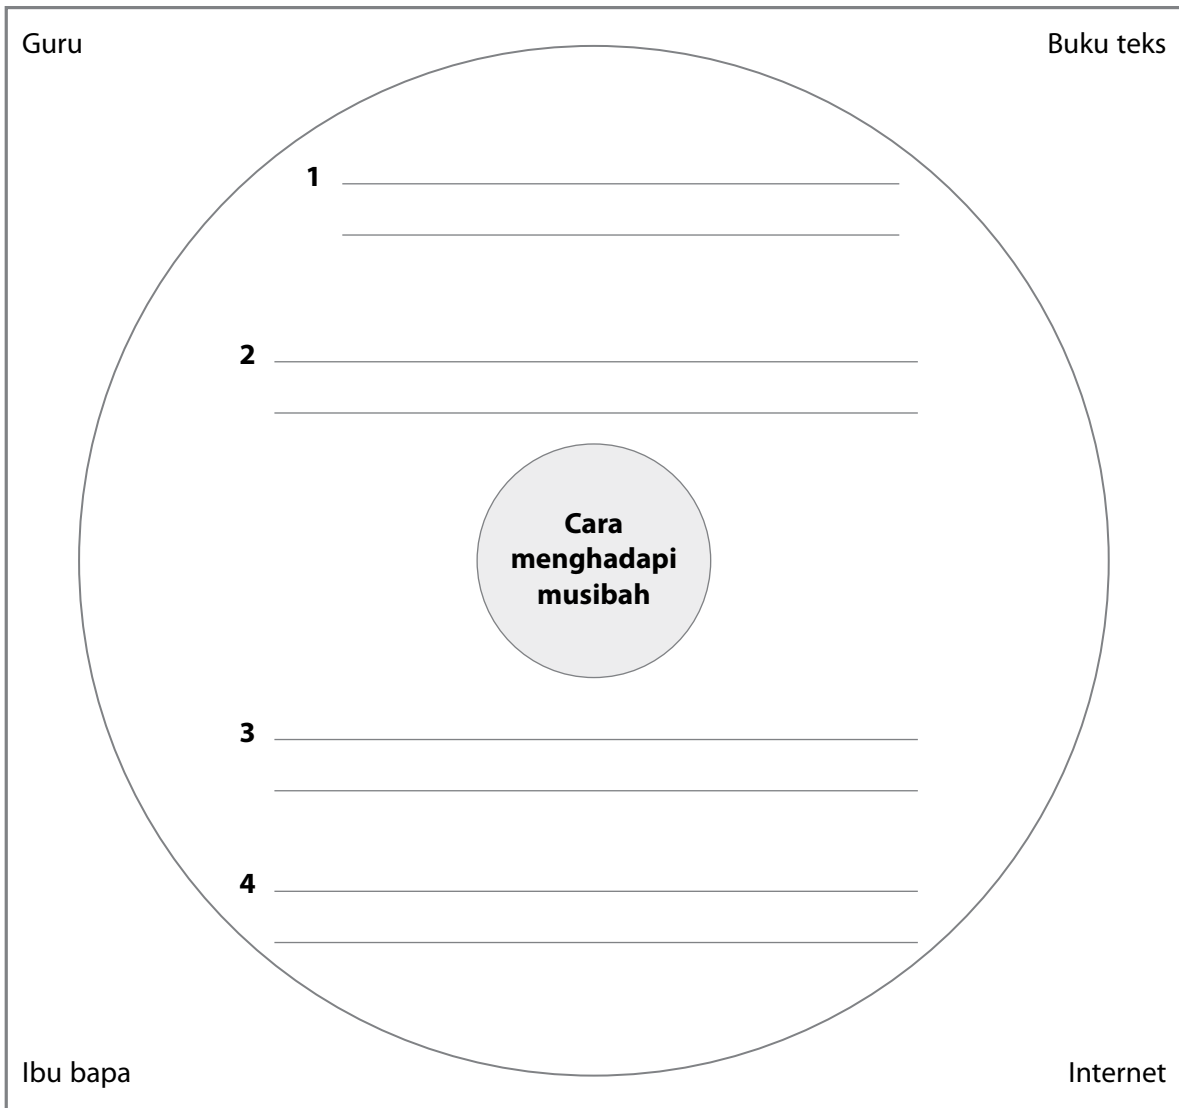 Guru
Buku teks
1
2
Cara
menghadapi
musibah
3
4
Ibu bapa
Internet